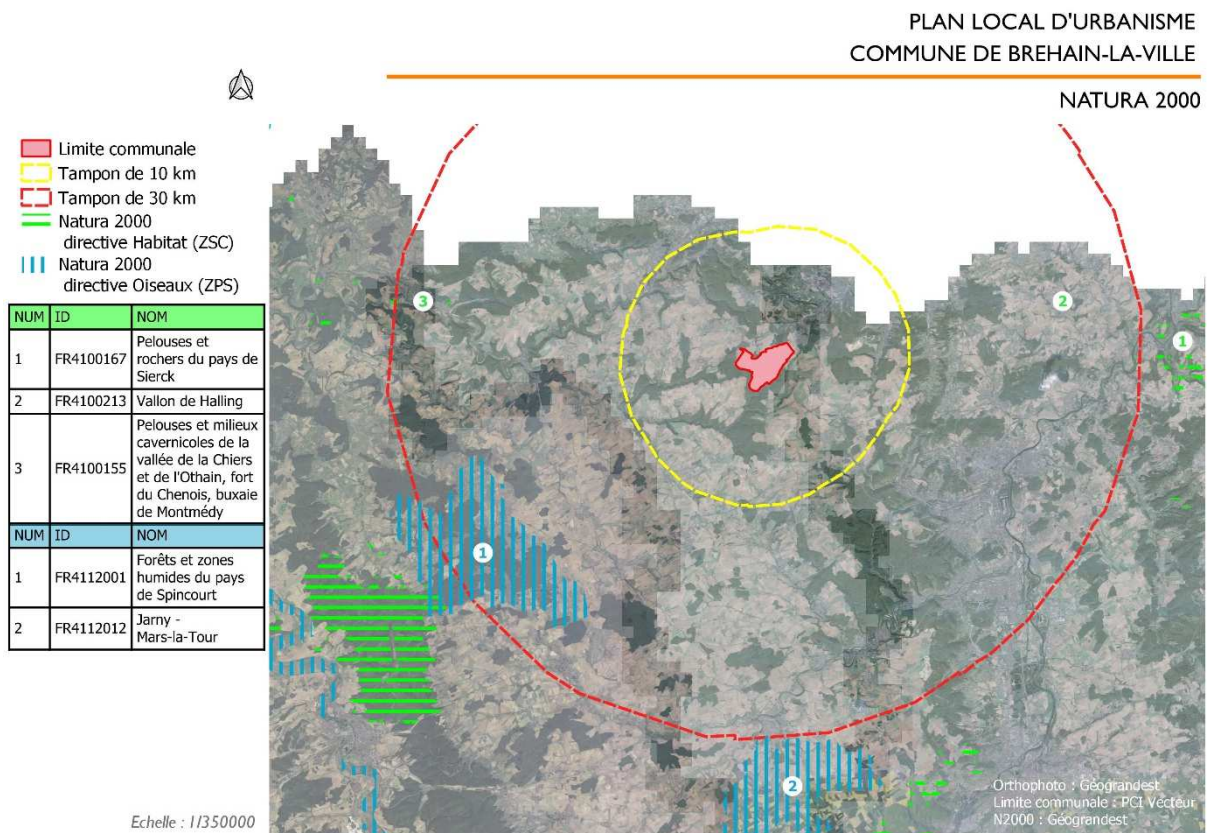 PLAN LOCAL D'URBANISME
COMMUNE DE BREHAIN-LA-VILLE
NATURA 2000
Limite communale
Tampon de 10 km
Tampon de 30 km
Natura 2000
directive Habitat (ZSC)
Natura 2000
directive Oiseaux (ZPS)
NUM ID NOM
1 FR4100167 Pelouses et
rochers du pays de
Sierck
2 FR4100213 Vallon de Halling
3 FR4100155 Pelouses et milieux
cavernicoles de la
vallée de la Chiers
et de l'Othain, fort
du Chenois, buxaie
de Montmédy
NUM ID NOM
1 FR4112001 Forêts et zones
humides du pays
de Spincourt
2 FR4112012 Jarny -
Mars-la-Tour
3
2
1
1
2
Orthophoto : Géograndest
Limite communale : PCI Vecteur
N2000 : Géograndest
Echelle : 1/350000